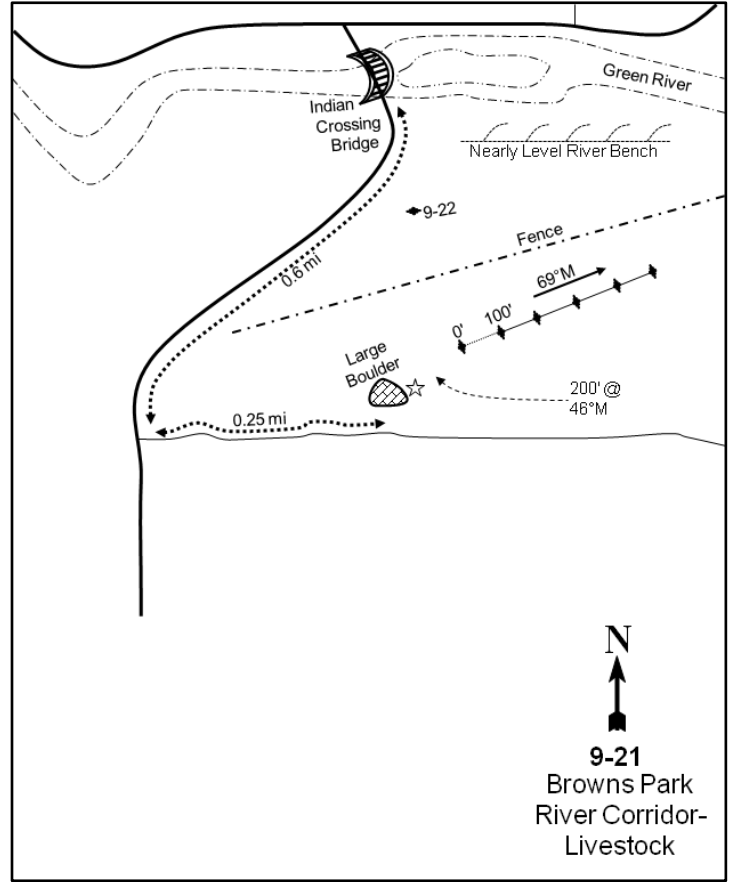 Green River
Indian
Crossing
Bridge
Nearly Level River Bench
9-22
Fence
0.6 mi
69°M
0'
100'
Large
Boulder
200' @
46°M
0.25 mi
N
9-21
Browns Park
River Corridor-
Livestock